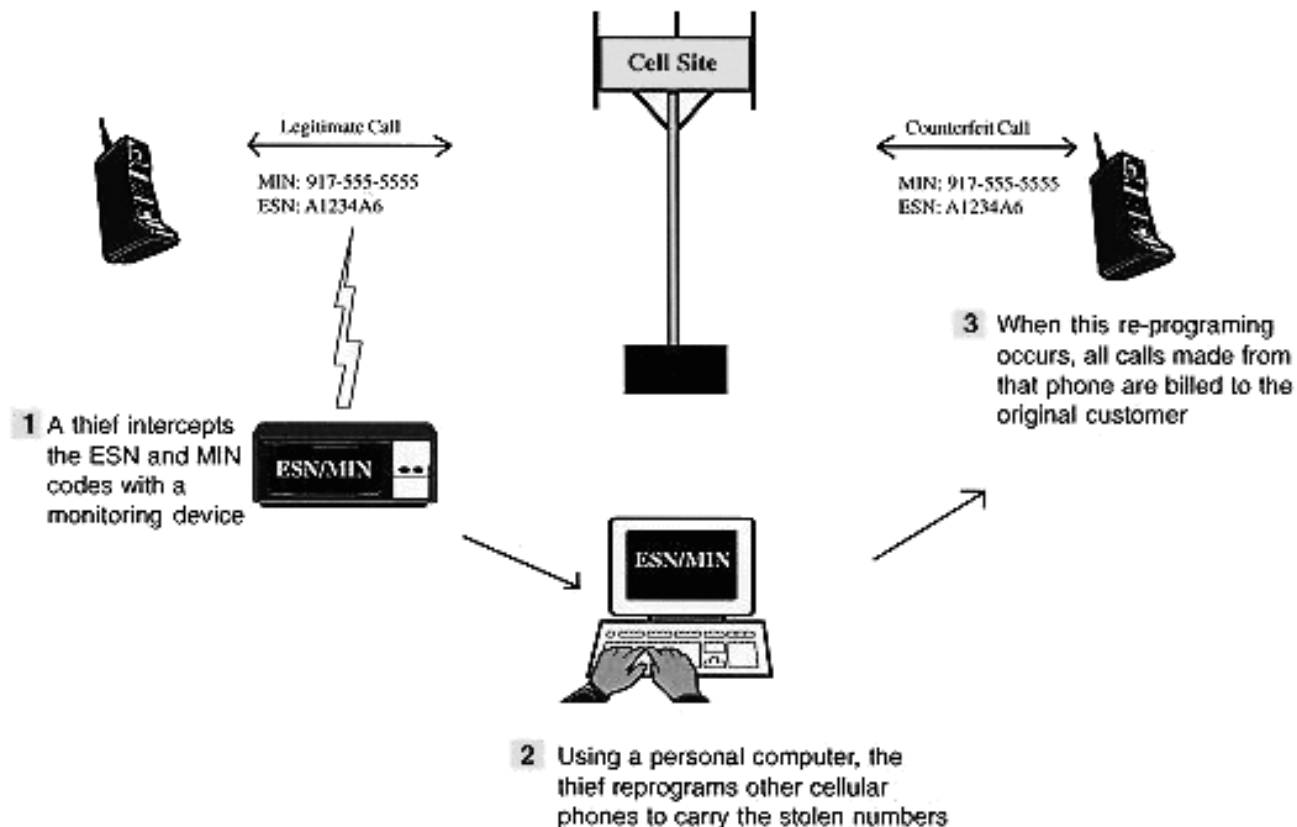 Cell Site
Legitimate Call
MIN: 917-555-5555
ESN: A1234A6
Counterfeit Call
MIN: 917-555-5555
ESN: A1234A6
1 A thief intercepts
the ESN and MIN
codes with a
monitoring device
ESN/MIN
ESN/MIN
2 Using a personal computer, the
thief reprograms other cellular
phones to carry the stolen numbers
3 When this re-programing
occurs, all calls made from
that phone are billed to the
original customer